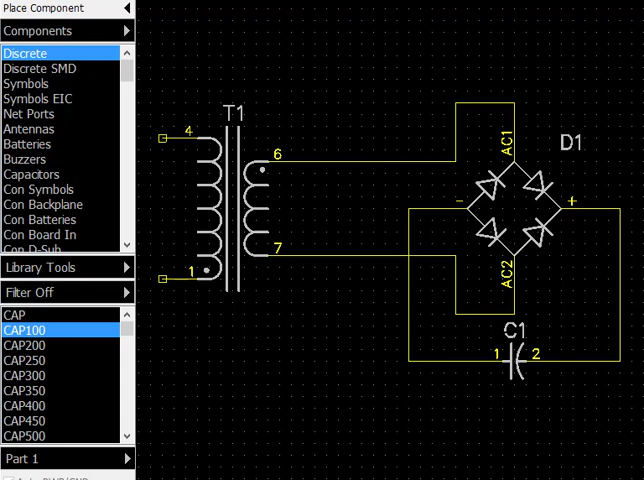 Place Component
Components
Discrete
Discrete SMD
Symbols
Symbols EIC
Net Ports
Antennas
Batteries
Buzzers
Capacitors
Con Symbols
Con Backplane
Con Batteries
Con Board In
Con D-Sub
Library Tools
Filter Off
CAP
CAP100
CAP200
CAP250
CAP300
CAP350
CAP400
CAP450
CAP500
Part 1
T1
4
6
7
1
AC1
D1
-
+
AC2
C1
1
2